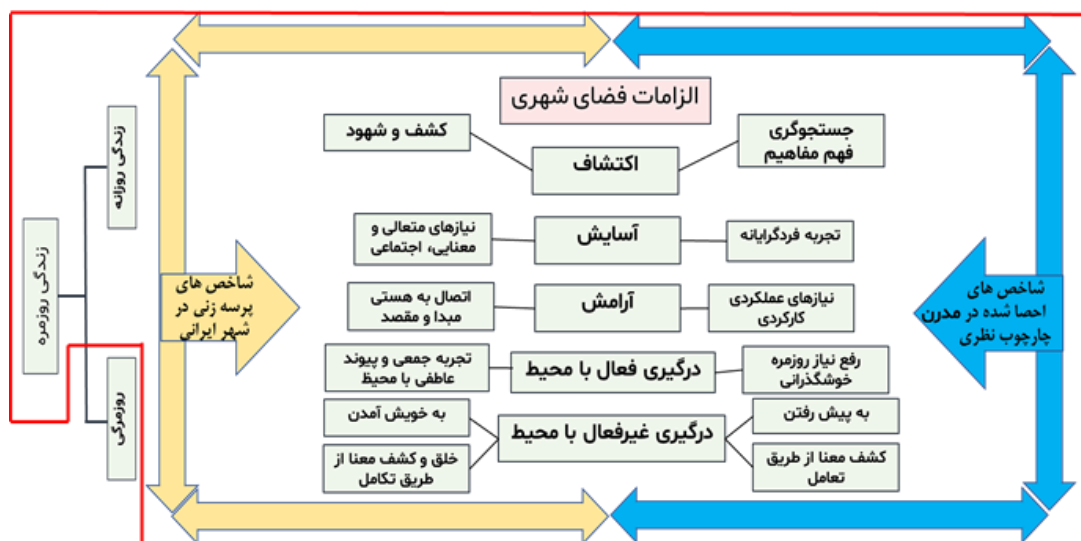 الزامات فضای شهری
جستجوگری
فهم مفاهیم
اکتشاف
کشف و شهود
تجربه فردگرایانه
آسایش
نیازهای متعالی و
معنایی، اجتماعی
نیازهای عملکردی
کارکردی
آرامش
اتصال به هستی
مبدا و مقصد
رفع نیاز روزمره
خوشگذرانی
درگیری فعال با محیط
تجربه جمعی و پیوند
عاطفی با محیظ
به پیش رفتن
کشف معنا از طریق
تعامل
درگیری غیرفعال با محیط
به خویش آمدن
خلق و کشف معنا از
طریق تکامل
شاخص های
احصا شده در مدرن
چارچوب نظری
شاخص های
پرسه زنی در
شهر ایرانی
زندگی روزانه
زندگی روزمره
روزمرگی